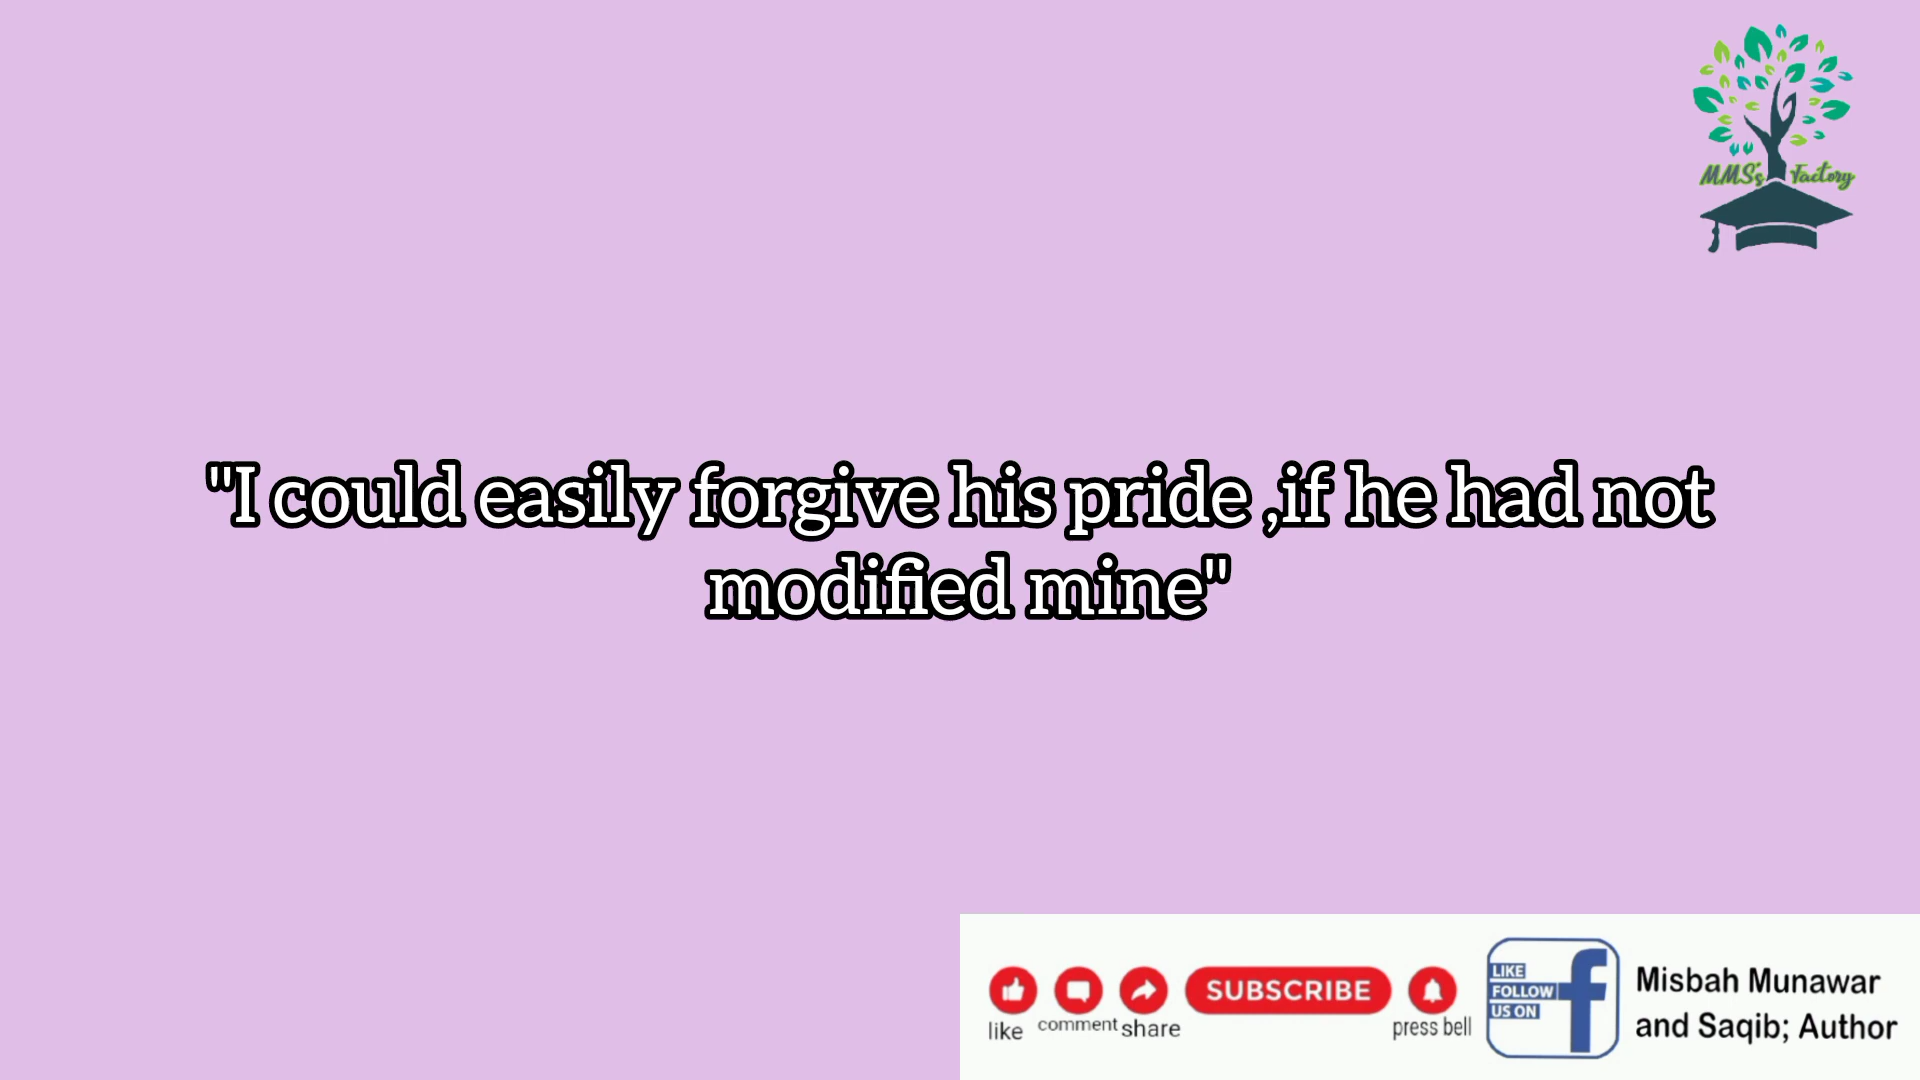 MMS's Factory
"I could easily forgive his pride ,if he had not
modified mine"
like comment share SUBSCRIBE press bell
LIKE
FOLLOW
US ON
f
Misbah Munawar
and Saqib; Author